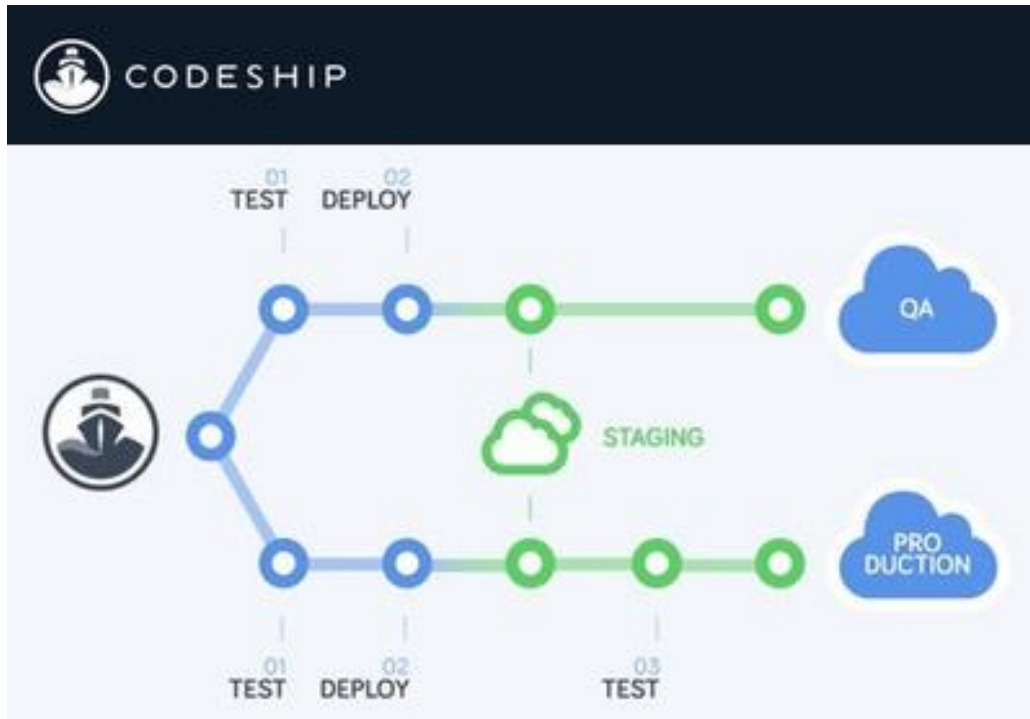 CODESHIP
01 02
TEST DEPLOY
QA
STAGING
PRO
DUCTION
01 02 03
TEST DEPLOY TEST